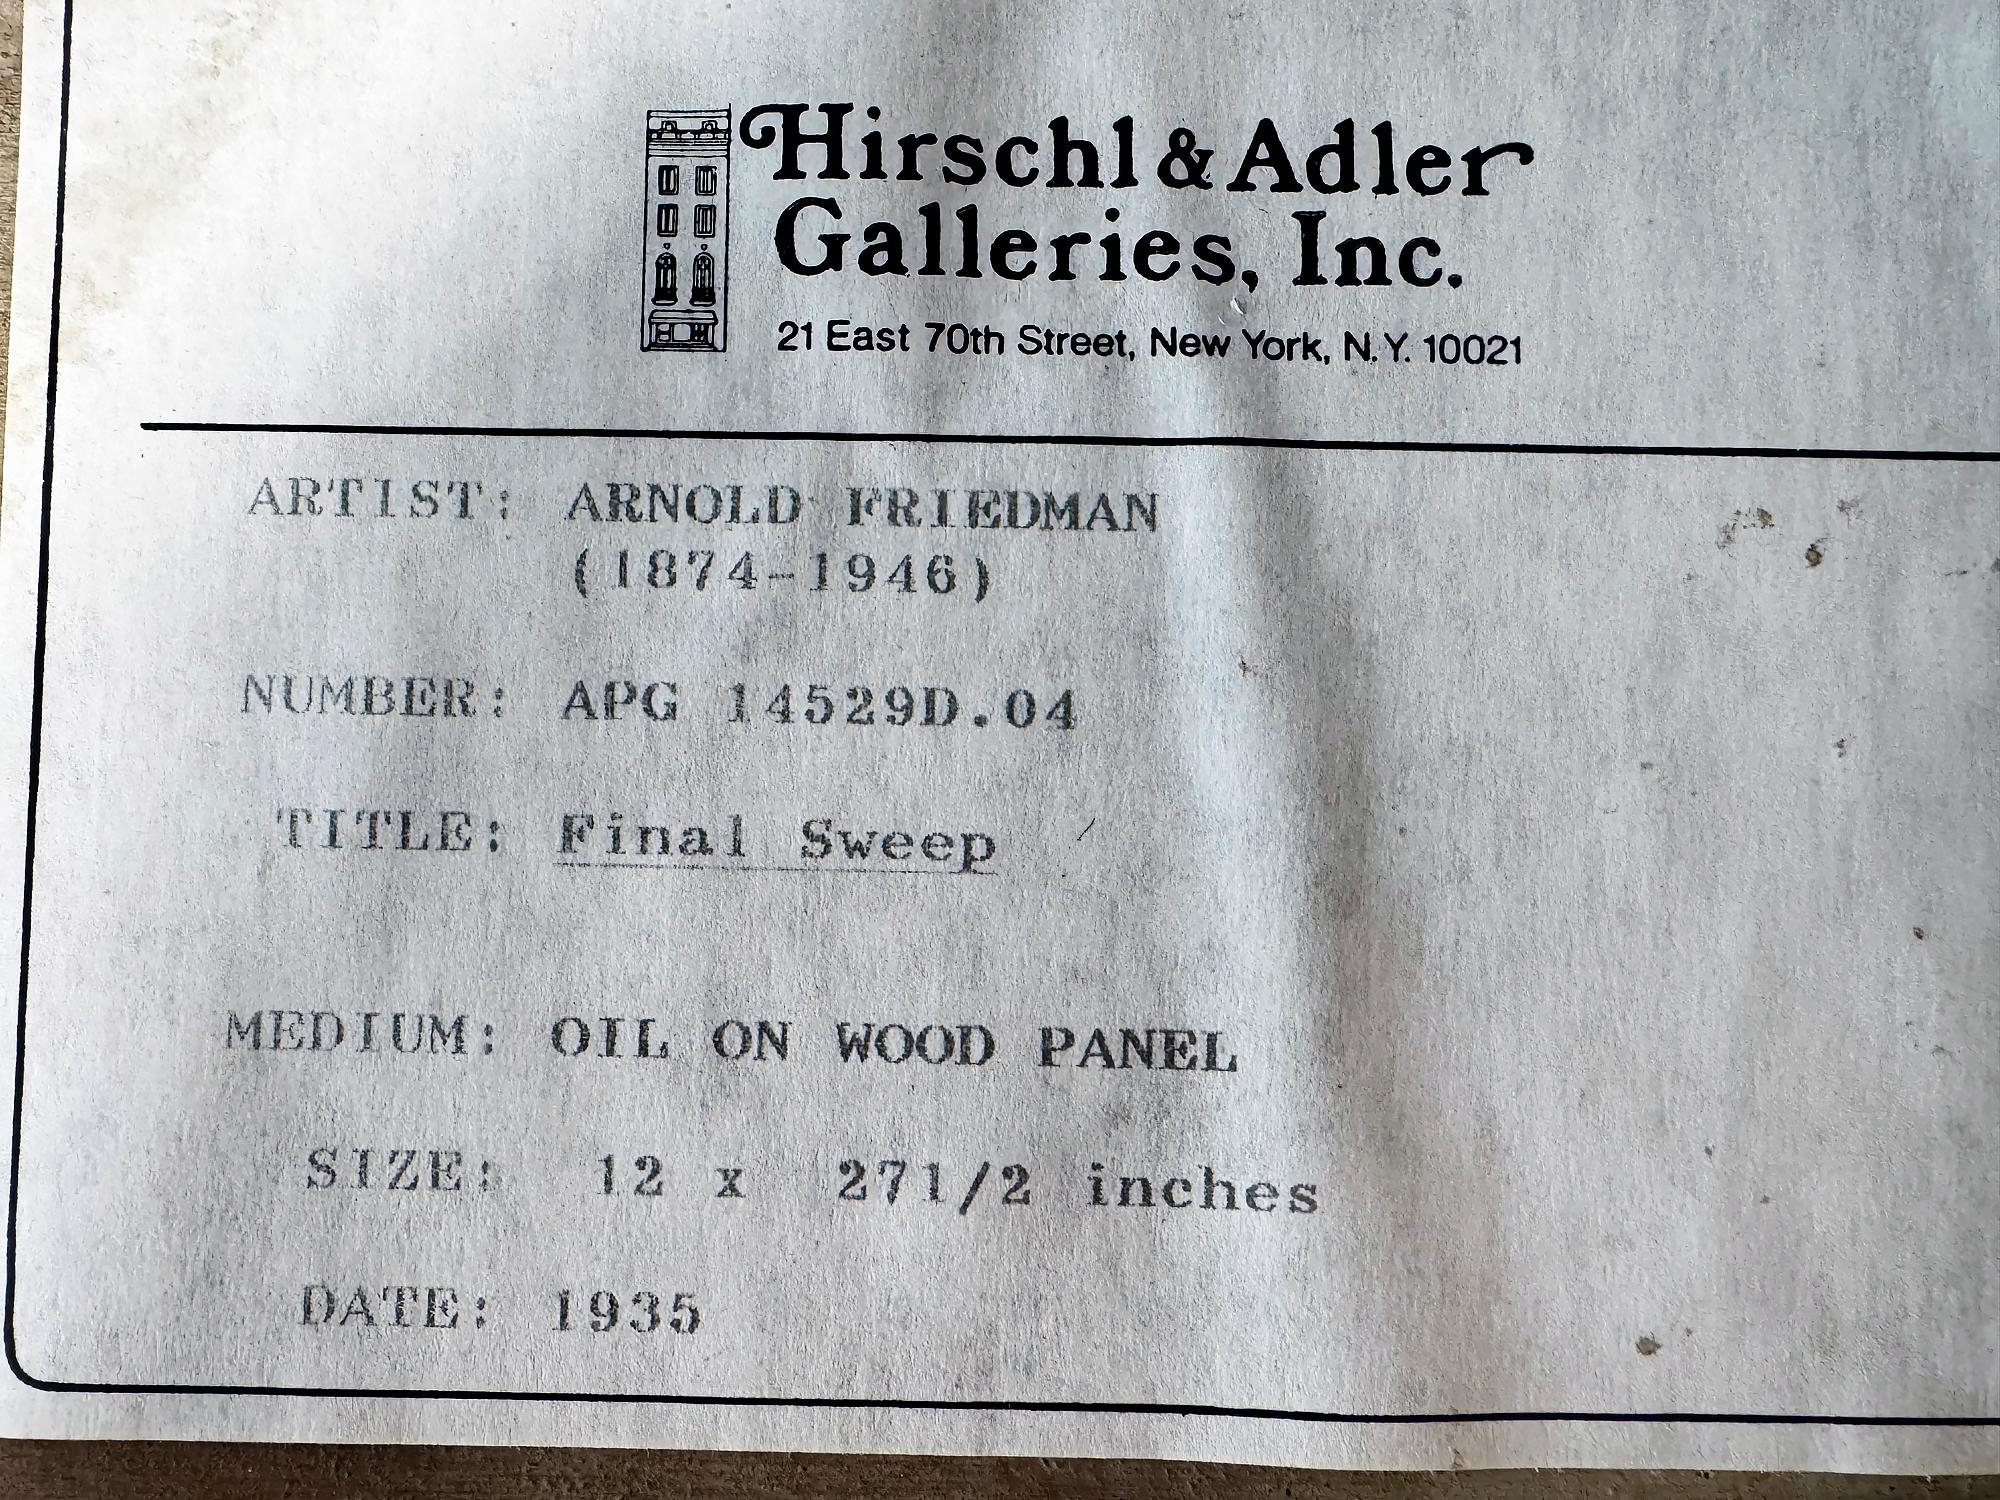 Hirschl & Adler
Galleries, Inc.
21 East 70th Street, New York, N.Y. 10021
ARTIST: ARNOLD FRIEDMAN
(1874-1946)
NUMBER: APG 14529D.04
TITLE: Final Sweep
MEDIUM: OIL ON WOOD PANEL
SIZE: 12 x 271/2 inches
DATE: 1935